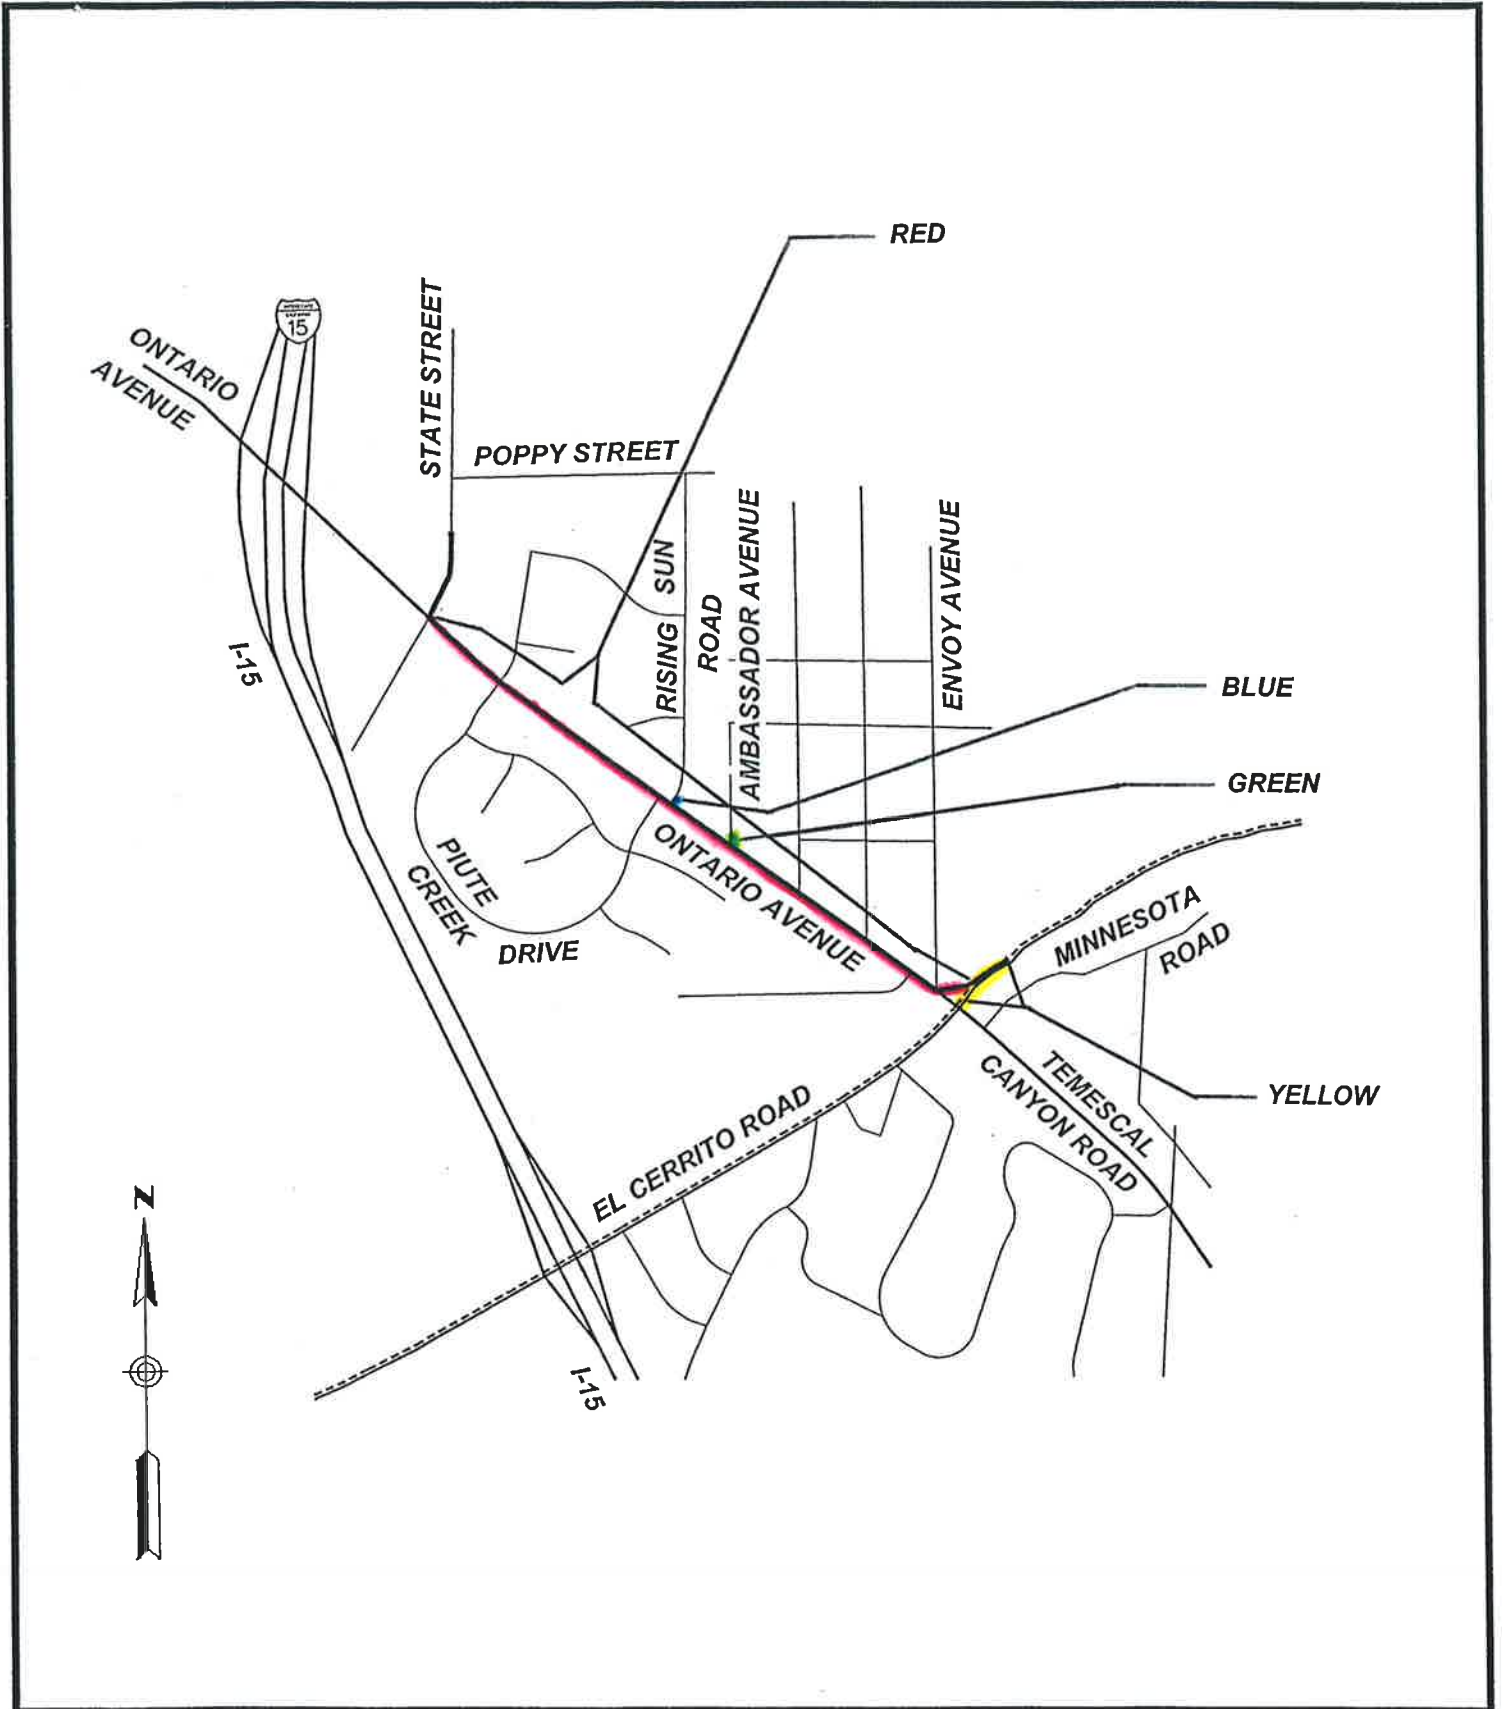 RED
15
ONTARIO
AVENUE
STATE STREET
POPPY STREET
RISING SUN
ROAD
AMBASSADOR AVENUE
ENVOY AVENUE
I-15
BLUE
GREEN
ONTARIO AVENUE
PIUTE
CREEK
DRIVE
MINNESOTA
ROAD
TEMESCAL
CANYON ROAD
YELLOW
EL CERRITO ROAD
N
I-15